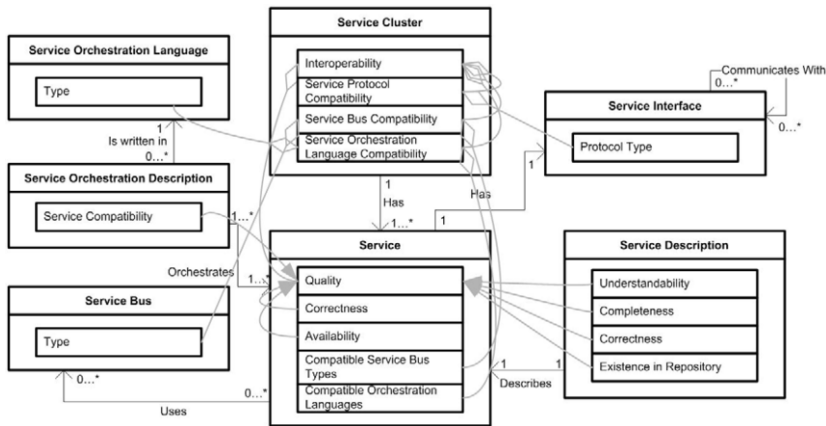 Service Cluster
Interoperability
Service Protocol
Compatibility
Service Bus Compatibility
Service Orchestration
Language Compatibility
Service Orchestration Language
Type
1
Is written in
0...*
Communicates With
0...*
0...*
Service Interface
Protocol Type
1
Service Orchestration Description
Service Compatibility
1...*
Orchestrates
1...*
1
Has
1...*
Has
1
Service
Quality
Correctness
Availability
Compatible Service Bus
Types
Compatible Orchestration
Languages
Service Description
Understandability
Completeness
Correctness
Existence in Repository
1
1
Describes
Service Bus
Type
0...*
Uses
0...*